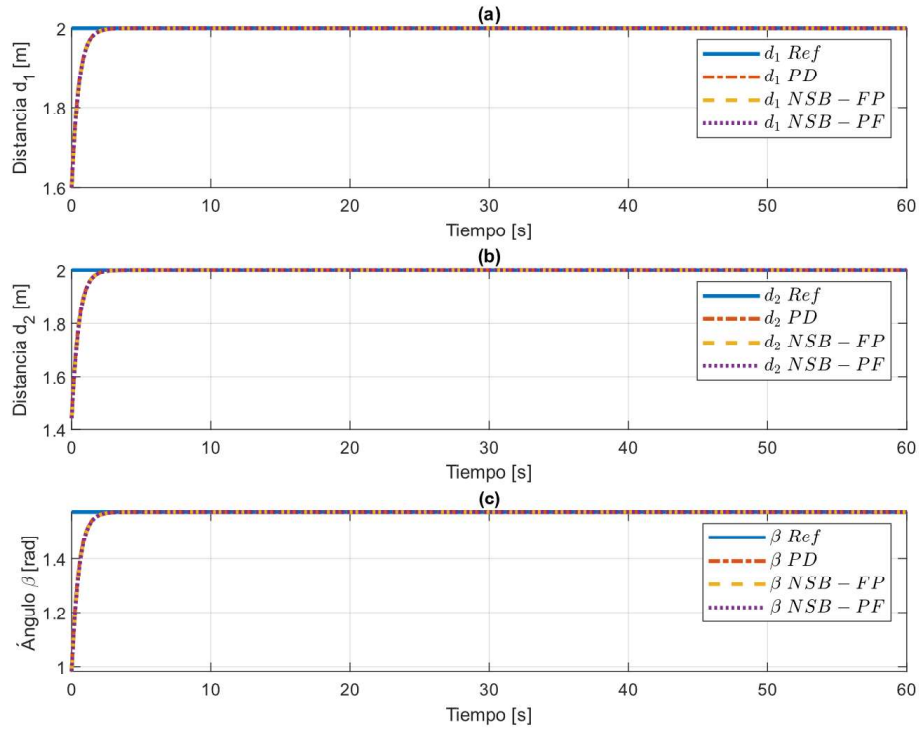 (a)
Distancia d1 [m]
2
1.8
1.6
d1 Ref
d1 PD
d1 NSB − FP
d1 NSB − PF
0 10 20 30 40 50 60
Tiempo [s]
(b)
Distancia d2 [m]
2
1.8
1.6
1.4
d2 Ref
d2 PD
d2 NSB − FP
d2 NSB − PF
0 10 20 30 40 50 60
Tiempo [s]
(c)
Ángulo β [rad]
1.4
1.2
1
β Ref
β PD
β NSB − FP
β NSB − PF
0 10 20 30 40 50 60
Tiempo [s]